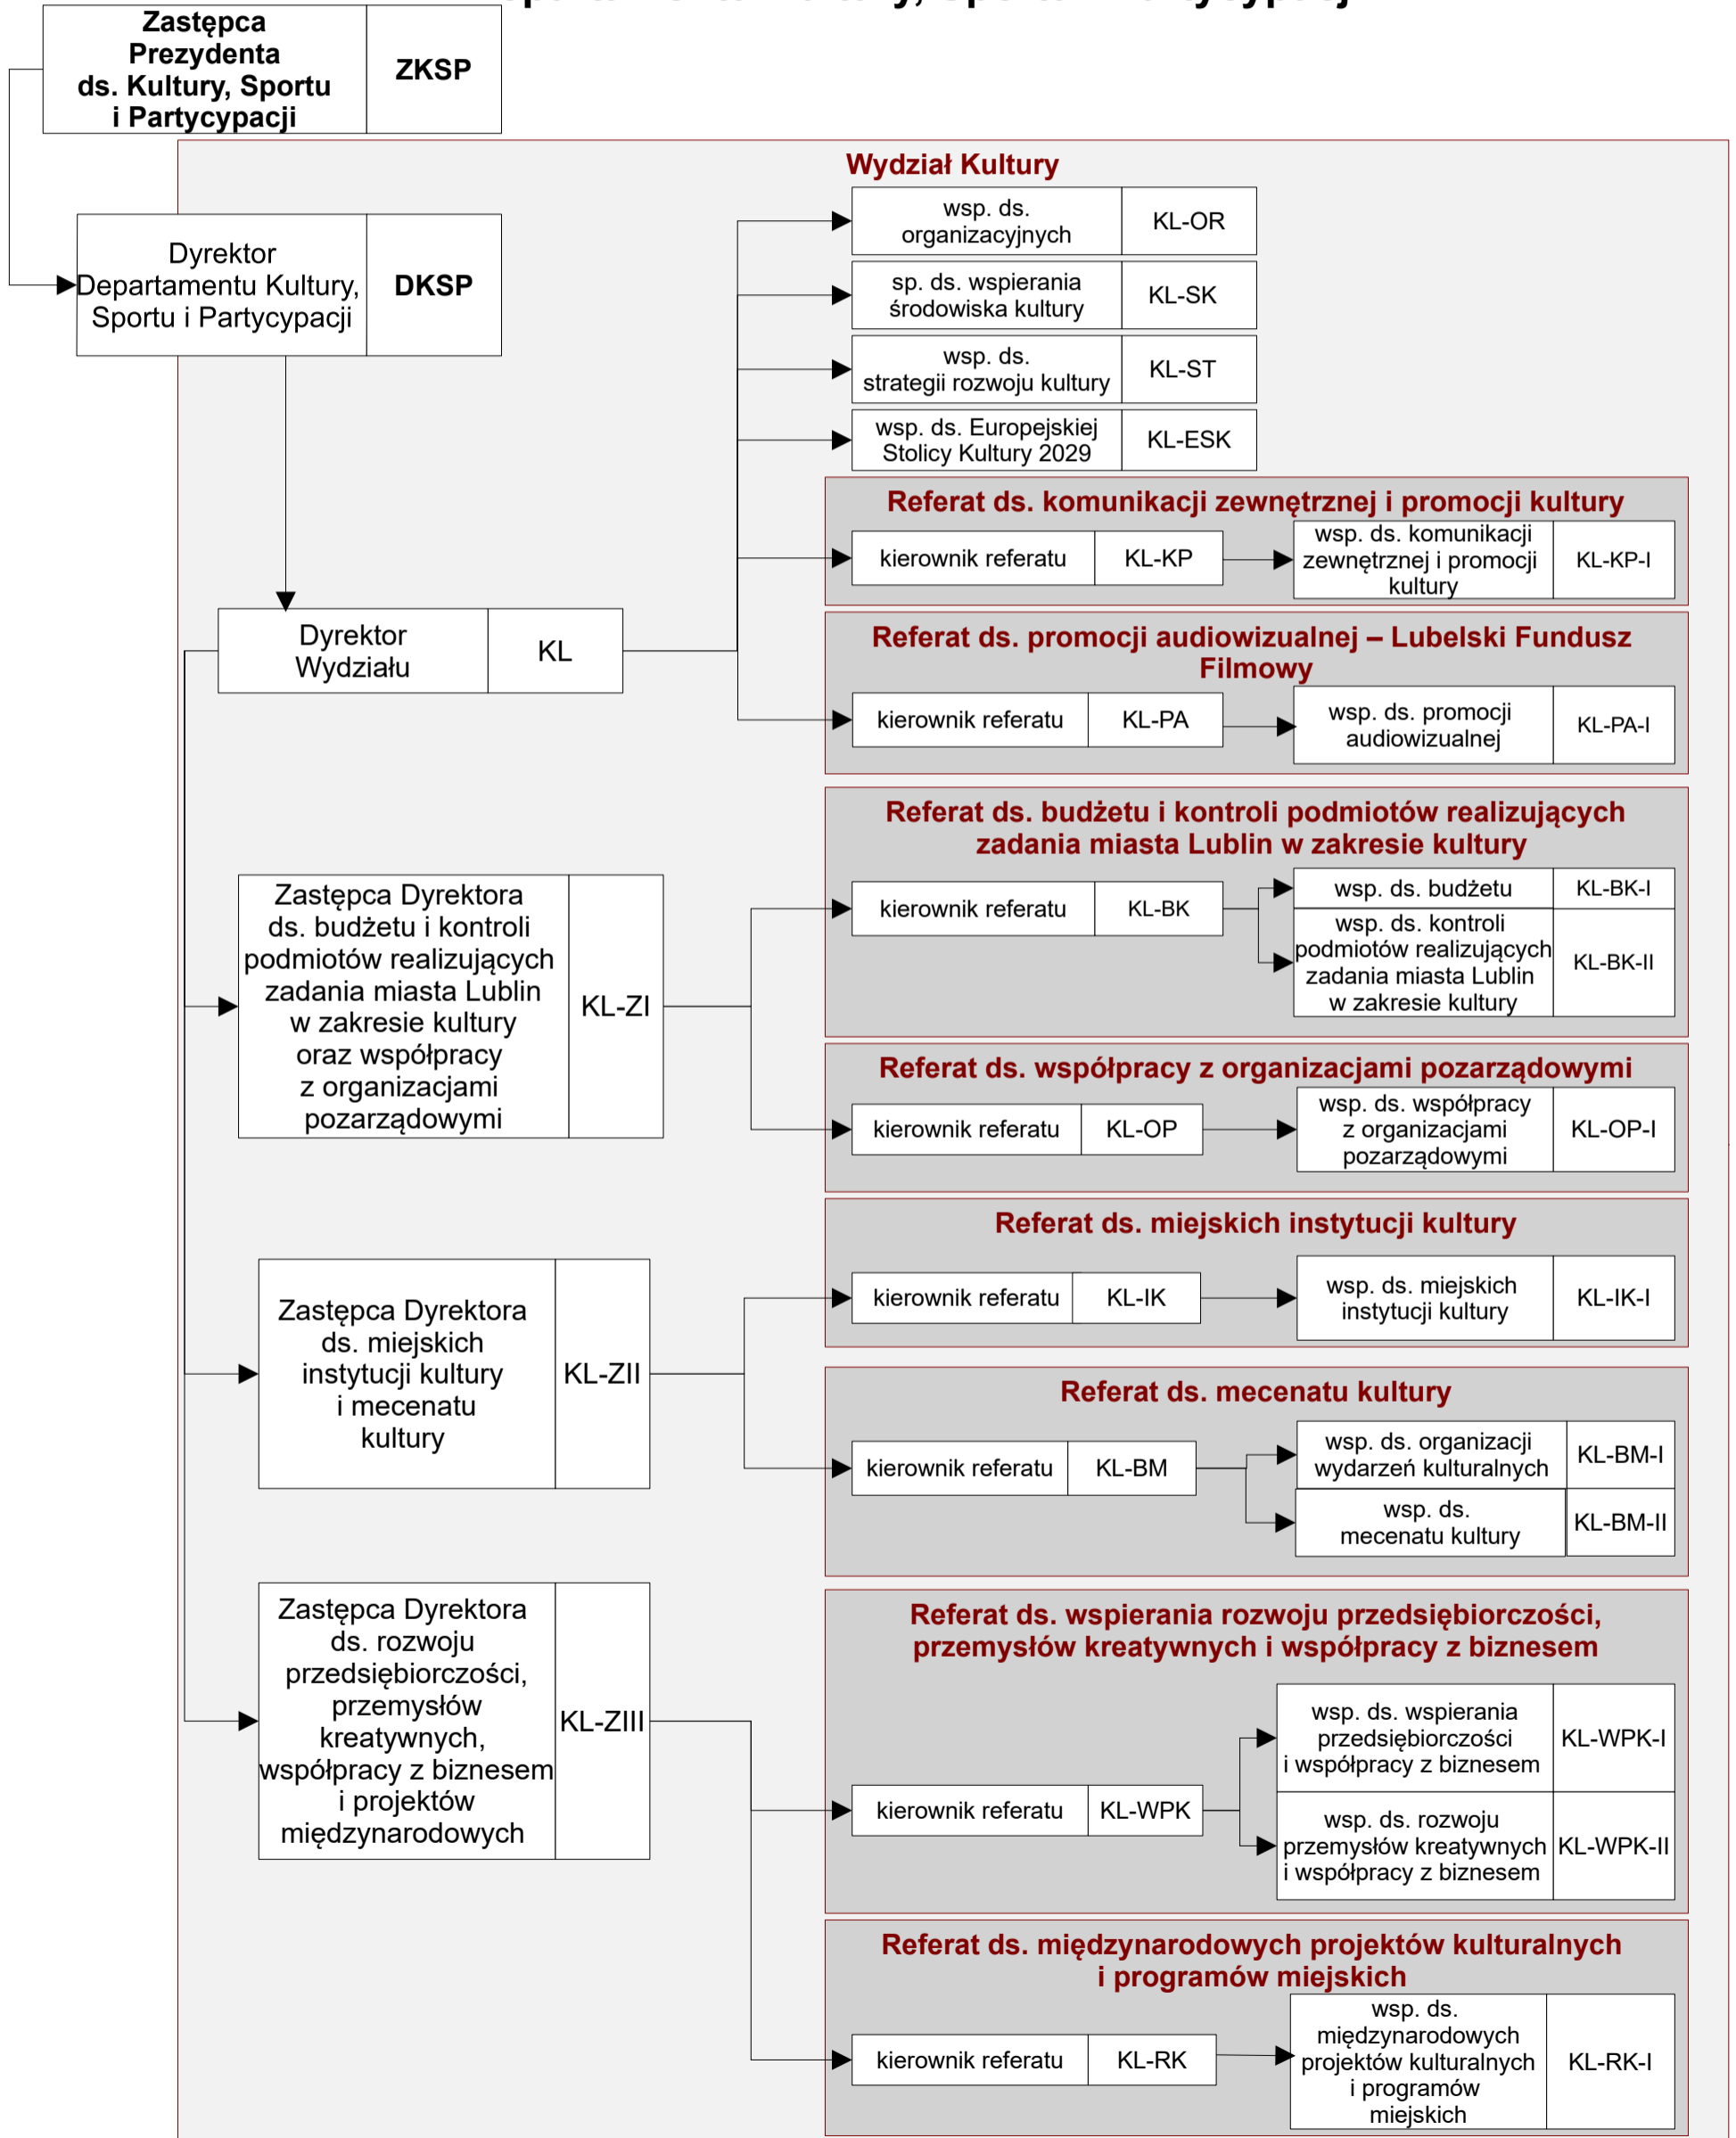 Zastępca
Prezydenta
ds. Kultury, Sportu
i Partycypacji
ZKSP
Wydział Kultury
Dyrektor
Departamentu Kultury,
Sportu i Partycypacji
DKSP
wsp. ds.
organizacyjnych
KL-OR
sp. ds. wspierania
środowiska kultury
KL-SK
wsp. ds.
strategii rozwoju kultury
KL-ST
wsp. ds. Europejskiej
Stolicy Kultury 2029
KL-ESK
Referat ds. komunikacji zewnętrznej i promocji kultury
kierownik referatu
KL-KP
wsp. ds. komunikacji
zewnętrznej i promocji
kultury
KL-KP-I
Dyrektor
Wydziału
KL
Referat ds. promocji audiowizualnej – Lubelski Fundusz
Filmowy
kierownik referatu
KL-PA
wsp. ds. promocji
audiowizualnej
KL-PA-I
Zastępca Dyrektora
ds. budżetu i kontroli
podmiotów realizujących
zadania miasta Lublin
w zakresie kultury
oraz współpracy
z organizacjami
pozarządowymi
KL-ZI
Referat ds. budżetu i kontroli podmiotów realizujących
zadania miasta Lublin w zakresie kultury
kierownik referatu
KL-BK
wsp. ds. budżetu
KL-BK-I
wsp. ds. kontroli
podmiotów realizujących
zadania miasta Lublin
w zakresie kultury
KL-BK-II
Referat ds. współpracy z organizacjami pozarządowymi
kierownik referatu
KL-OP
wsp. ds. współpracy
z organizacjami
pozarządowymi
KL-OP-I
Zastępca Dyrektora
ds. miejskich
instytucji kultury
i mecenatu
kultury
KL-ZII
Referat ds. miejskich instytucji kultury
kierownik referatu
KL-IK
wsp. ds. miejskich
instytucji kultury
KL-IK-I
Referat ds. mecenatu kultury
kierownik referatu
KL-BM
wsp. ds. organizacji
wydarzeń kulturalnych
KL-BM-I
wsp. ds.
mecenatu kultury
KL-BM-II
Zastępca Dyrektora
ds. rozwoju
przedsiębiorczości,
przemysłów
kreatywnych,
współpracy z biznesem
i projektów
międzynarodowych
KL-ZIII
Referat ds. wspierania rozwoju przedsiębiorczości,
przemysłów kreatywnych i współpracy z biznesem
kierownik referatu
KL-WPK
wsp. ds. wspierania
przedsiębiorczości
i współpracy z biznesem
KL-WPK-I
wsp. ds. rozwoju
przemysłów kreatywnych
i współpracy z biznesem
KL-WPK-II
Referat ds. międzynarodowych projektów kulturalnych
i programów miejskich
kierownik referatu
KL-RK
wsp. ds.
międzynarodowych
projektów kulturalnych
i programów
miejskich
KL-RK-I